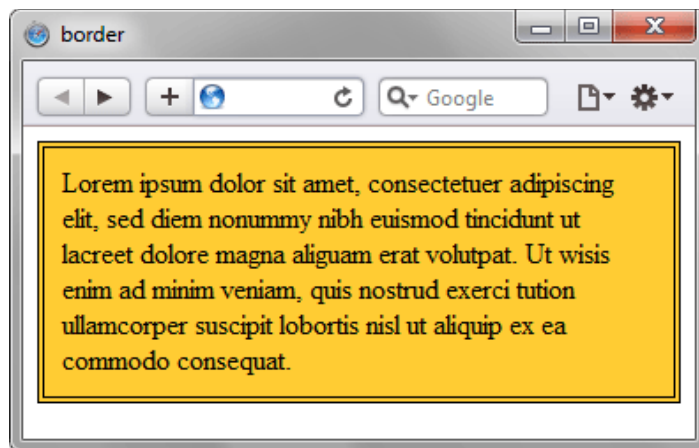 border
Google
Lorem ipsum dolor sit amet, consectetuer adipiscing
elit, sed diem nonummy nibh euismod tincidunt ut
lacreet dolore magna aliguam erat volutpat. Ut wisis
enim ad minim veniam, quis nostrud exerci tution
ullamcorper suscipit lobortis nisl ut aliquip ex ea
commodo consequat.